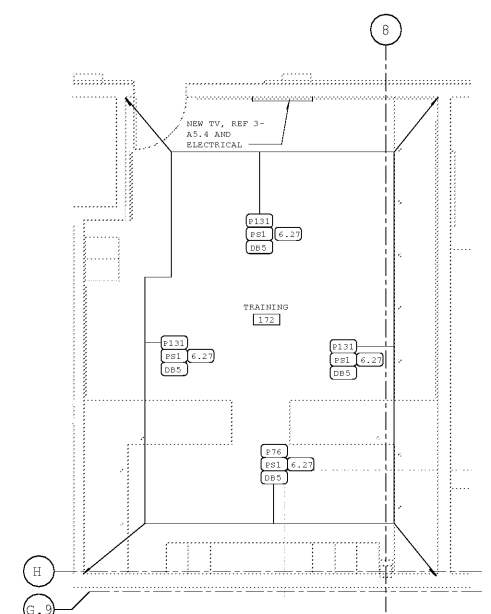 8
NEW TV, REF 3-
A5.4 AND
ELECTRICAL
P131
PS1 6.27
DB5
TRAINING
172
P131
PS1 6.27
DB5
P131
PS1 6.27
DB5
P76
PS1 6.27
DB5
H
G.9